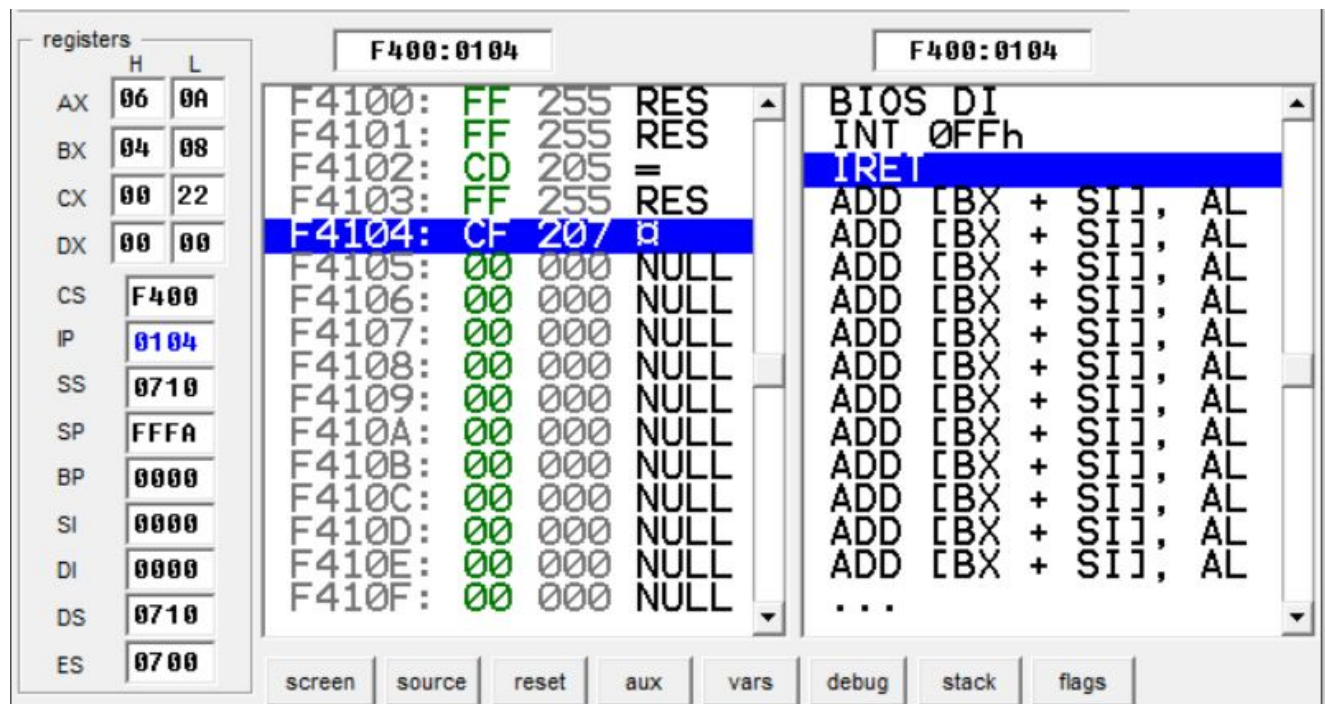 registers
H L
AX 06 0A
BX 04 08
CX 00 22
DX 00 00
CS F400
IP 0104
SS 0710
SP FFFA
BP 0000
SI 0000
DI 0000
DS 0710
ES 0700
F400:0104
F4100: FF 255 RES
F4101: FF 255 RES
F4102: CD 205 =
F4103: FF 255 RES
F4104: CF 207 ¤
F4105: 00 000 NULL
F4106: 00 000 NULL
F4107: 00 000 NULL
F4108: 00 000 NULL
F4109: 00 000 NULL
F410A: 00 000 NULL
F410B: 00 000 NULL
F410C: 00 000 NULL
F410D: 00 000 NULL
F410E: 00 000 NULL
F410F: 00 000 NULL
F400:0104
BIOS DI
INT 0FFh
IRET
ADD [BX + SI], AL
ADD [BX + SI], AL
ADD [BX + SI], AL
ADD [BX + SI], AL
ADD [BX + SI], AL
ADD [BX + SI], AL
ADD [BX + SI], AL
ADD [BX + SI], AL
ADD [BX + SI], AL
ADD [BX + SI], AL
ADD [BX + SI], AL
ADD [BX + SI], AL
...
screen source reset aux vars debug stack flags